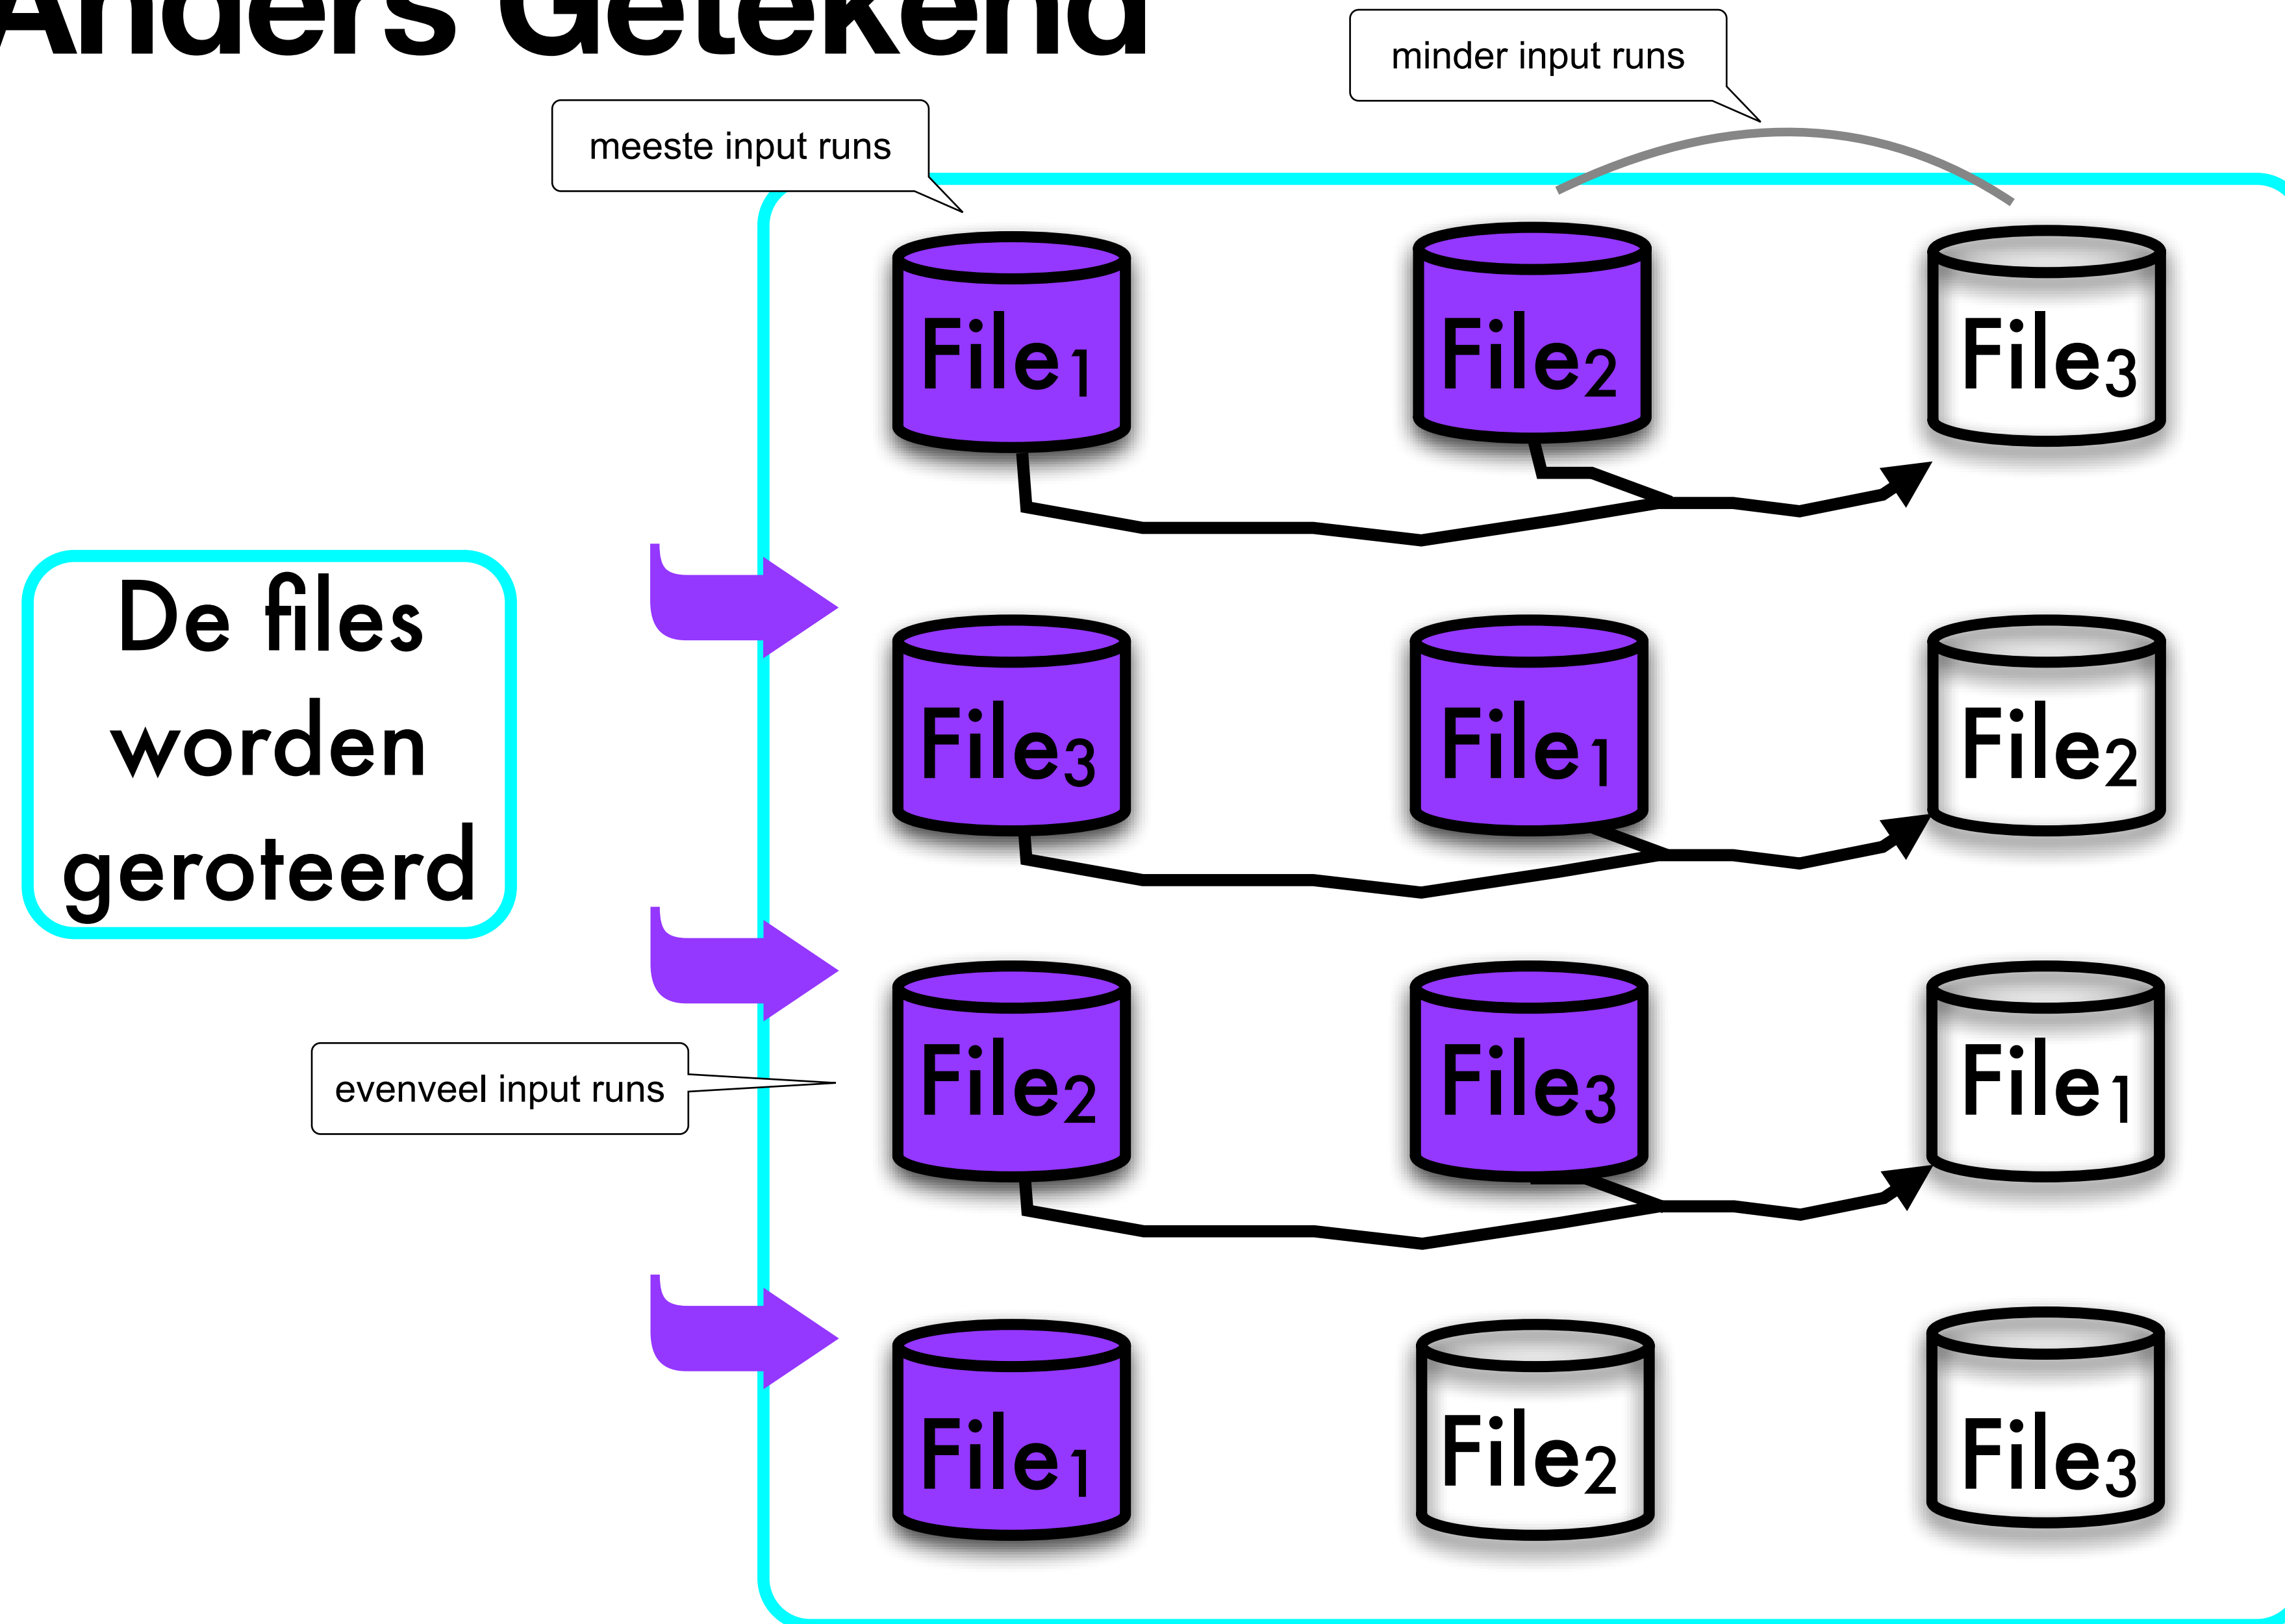 Anders Getekend
minder input runs
meeste input runs
File1 File2 File3
De files
worden
geroteerd
File3 File1 File2
evenveel input runs
File2 File3 File1
File1 File2 File3